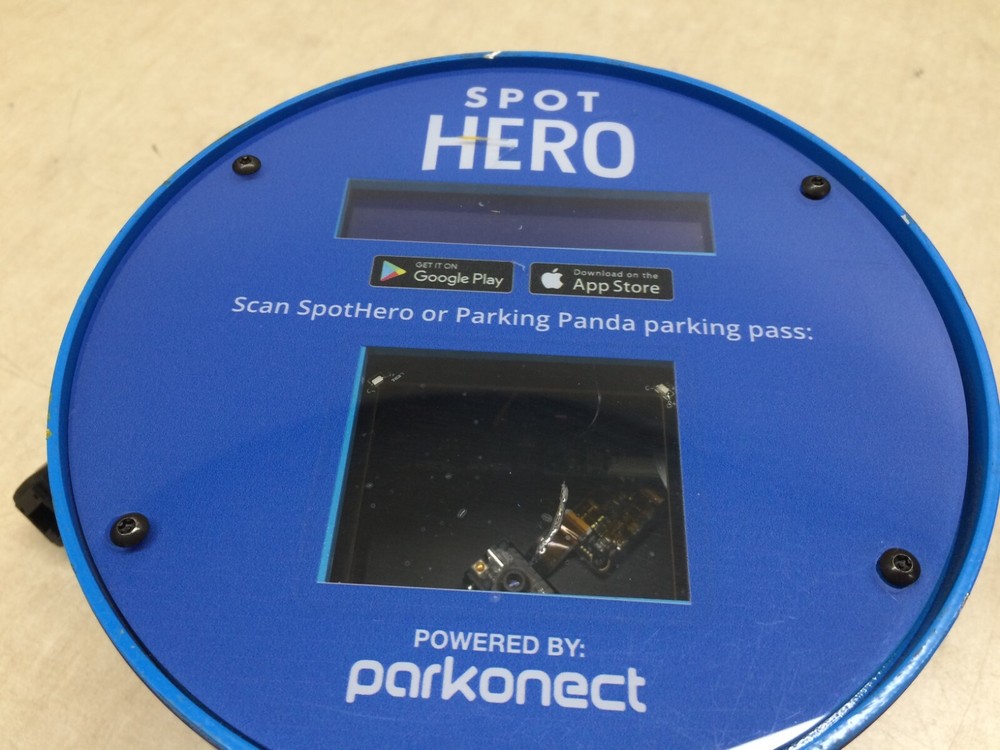 SPOT
HERO
GET IT ON
Google Play
Download on the
App Store
Scan SpotHero or Parking Panda parking pass:
POWERED BY:
parkonect